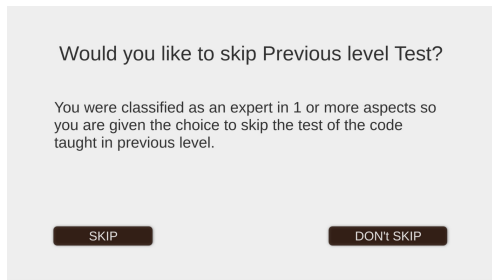 Would you like to skip Previous level Test?
You were classified as an expert in 1 or more aspects so
you are given the choice to skip the test of the code
taught in previous level.
SKIP
DON't SKIP